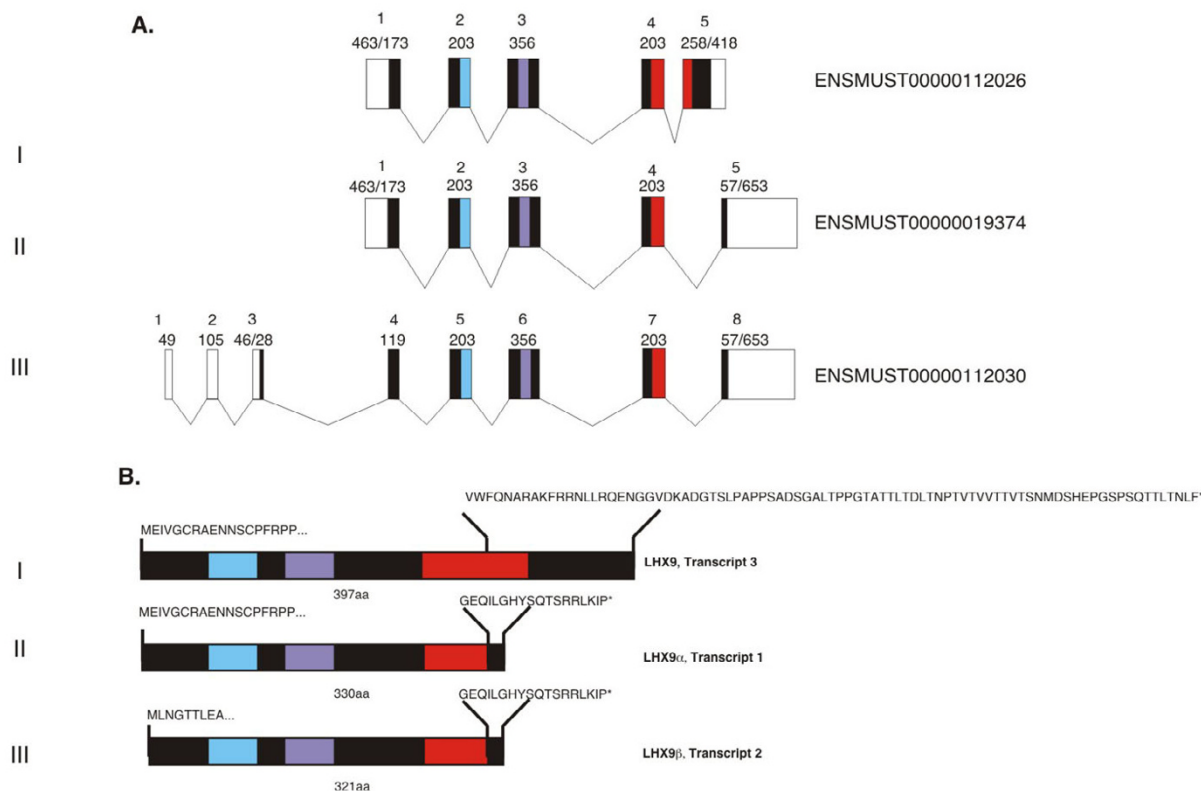 A.
1 2 3 4 5
463/173 203 356 203 258/418
ENSMUST00000112026
I
1 2 3 4 5
463/173 203 356 203 57/653
ENSMUST00000019374
II
1 2 3 4 5 6 7 8
49 105 46/28 119 203 356 203 57/653
III
ENSMUST00000112030
B.
VWFQNARAKFRRNLLRQENGGVDKADGTSLPAPPSADSGALTPPGTATTLTDLTNPTVTVVTTVTSNMDSHEPGSPSQTTLTNLF*
MEIVGCRAENNSCPFRPP...
I
LHX9, Transcript 3
397aa
MEIVGCRAENNSCPFRPP...
GEQILGHYSQTSRRLKIP*
II
LHX9α, Transcript 1
330aa
GEQILGHYSQTSRRLKIP*
MLNGTTLEA...
III
LHX9β, Transcript 2
321aa